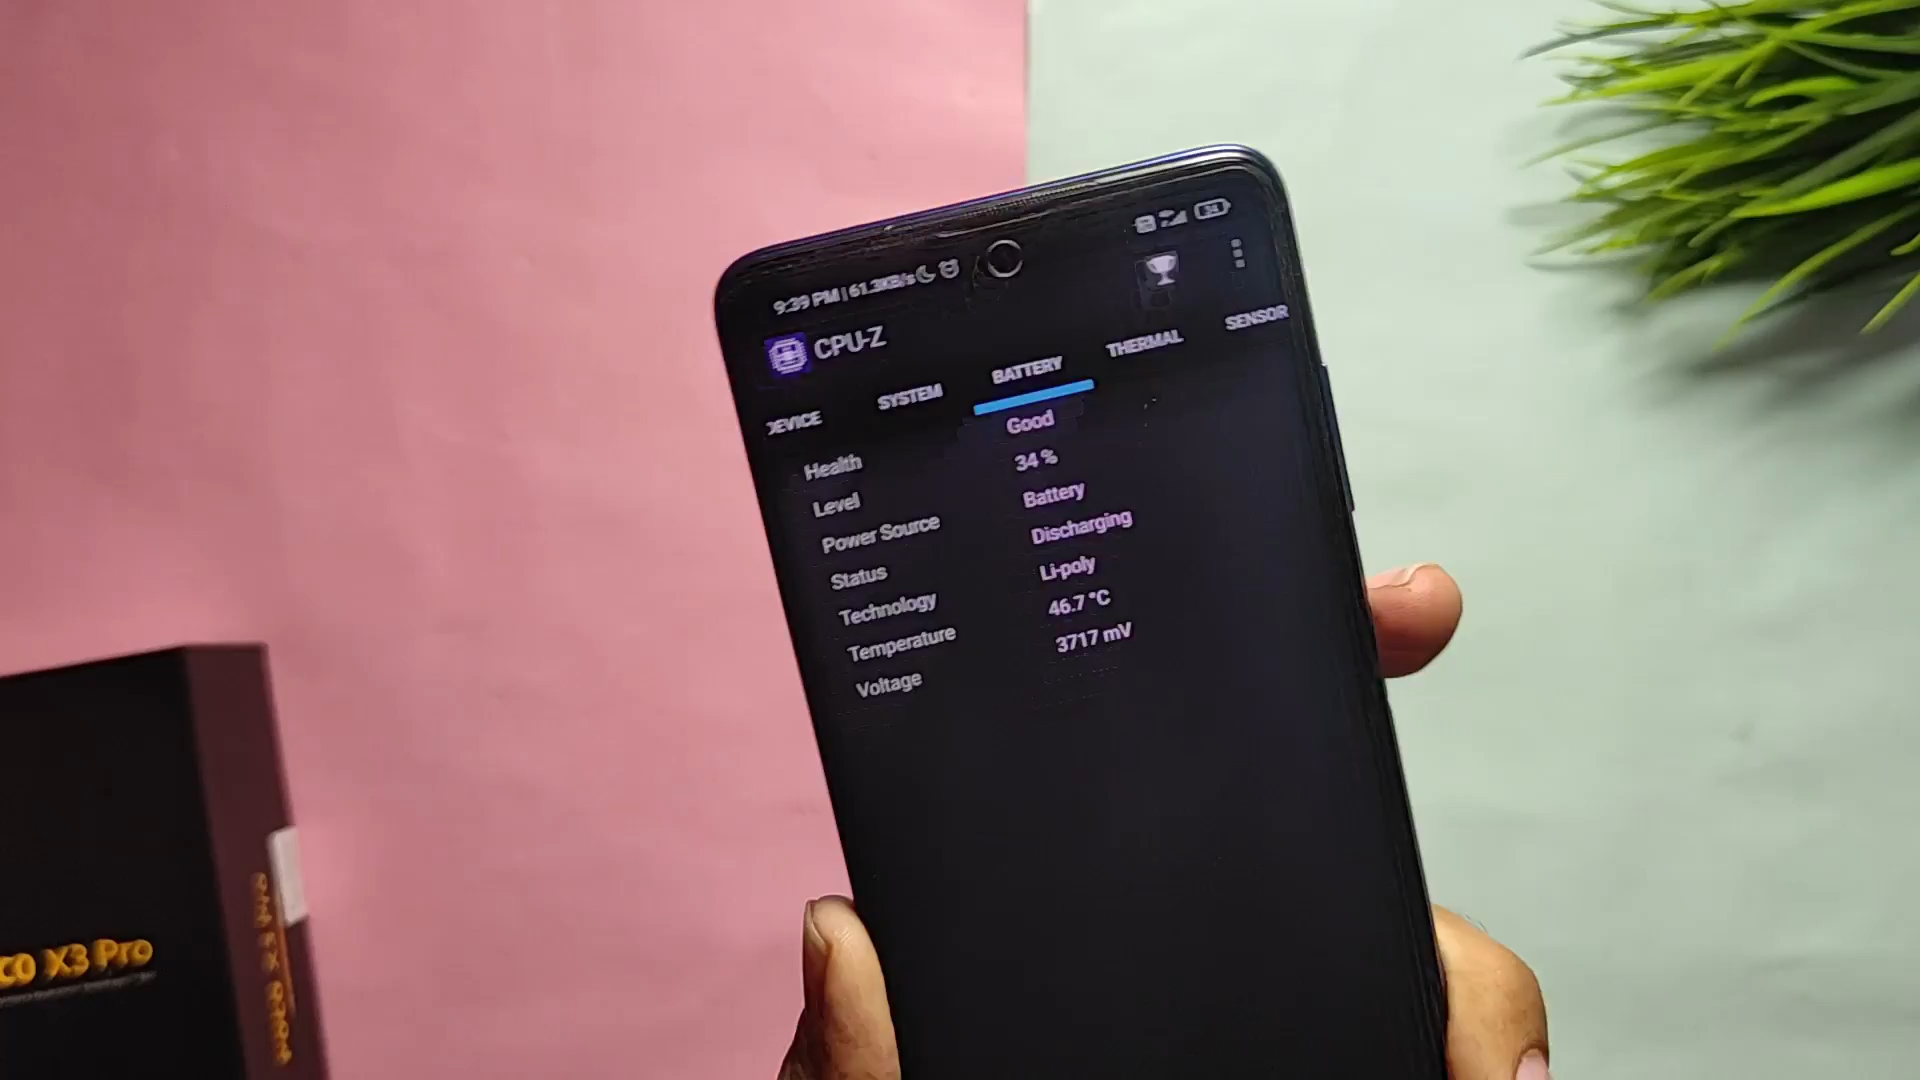 9:39 PM | 61.3KB/s
CPU-Z
DEVICE SYSTEM BATTERY THERMAL SENSOR
Health Good
Level 34 %
Power Source Battery
Status Discharging
Technology Li-poly
Temperature 46.7 °C
Voltage 3717 mV
CO X3 Pro